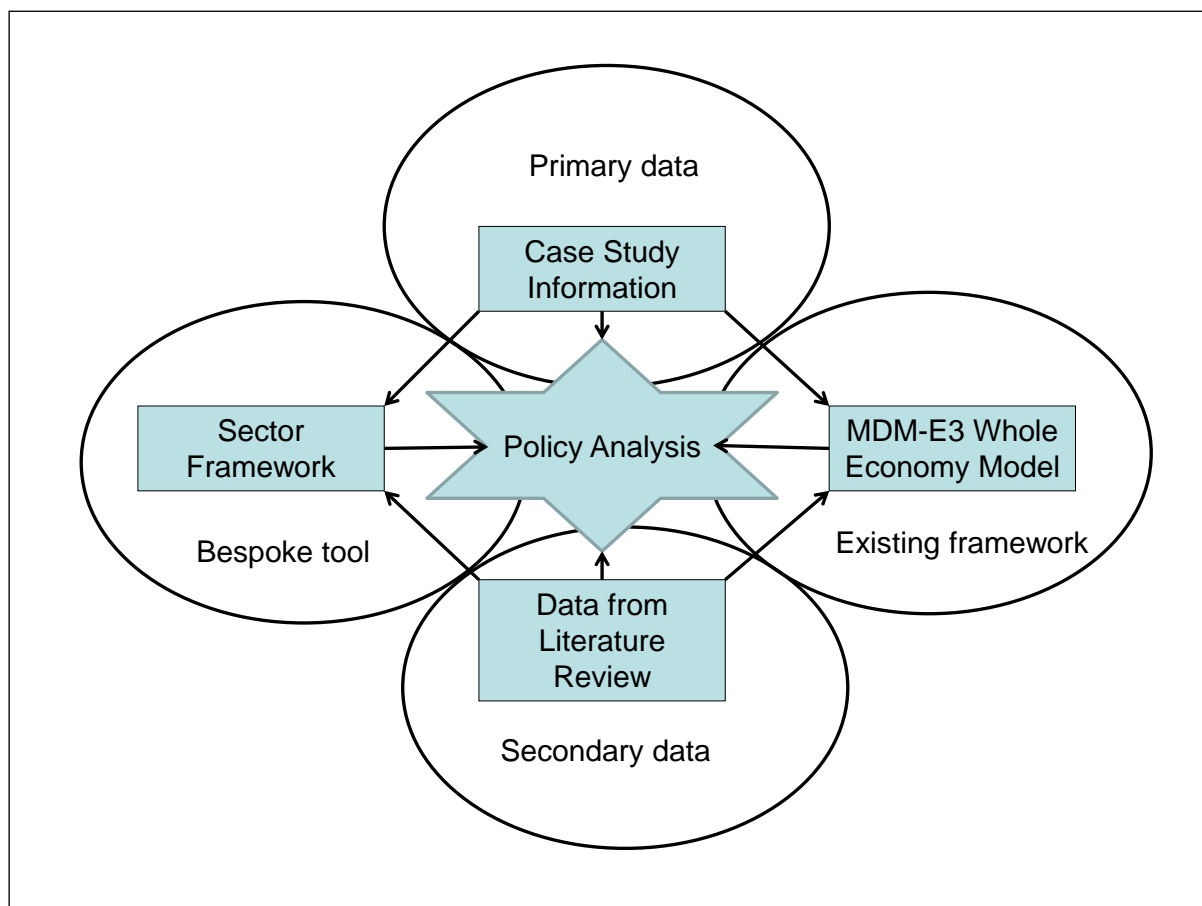 Primary data
Case Study
Information
Sector
Framework
Policy Analysis
MDM-E3 Whole
Economy Model
Bespoke tool
Existing framework
Data from
Literature
Review
Secondary data